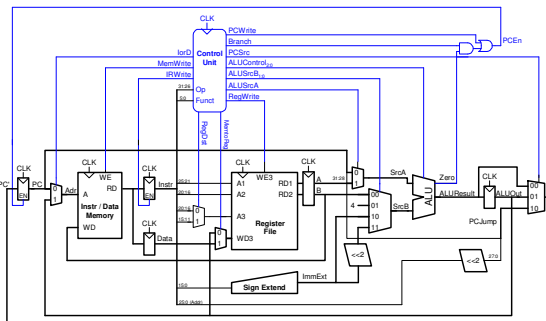 CLK
PCWrite
Branch
PCEn
IorD
Control
Unit
PCSrc
MemWrite
ALUControl2:0
IRWrite
ALUSrcB1:0
31:26
Op
ALUSrcA
5:0
Funct
RegWrite
RegDst
MemtoReg
CLK
CLK
CLK
CLK
CLK
CLK
PC'
PC
EN
0
1
Adr
WE
RD
A
Instr / Data
Memory
WD
EN
Instr
25:21
20:16
20:16
15:11
0
1
CLK
Data
0
1
WE3
A1
RD1
A2
RD2
A3
Register
File
WD3
A
B
31:28
0
1
4
00
01
10
11
SrcA
SrcB
ALU
Zero
ALUResult
ALUOut
00
01
10
PCJump
<<2
<<2
27:0
ImmExt
15:0
Sign Extend
25:0 (Addr)